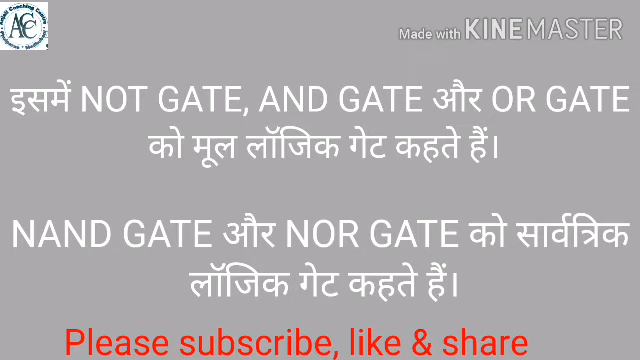 ACC
Made with KINEMASTER
इसमें NOT GATE, AND GATE और OR GATE
को मूल लॉजिक गेट कहते हैं।
NAND GATE और NOR GATE को सार्वत्रिक
लॉजिक गेट कहते हैं।
Please subscribe, like & share